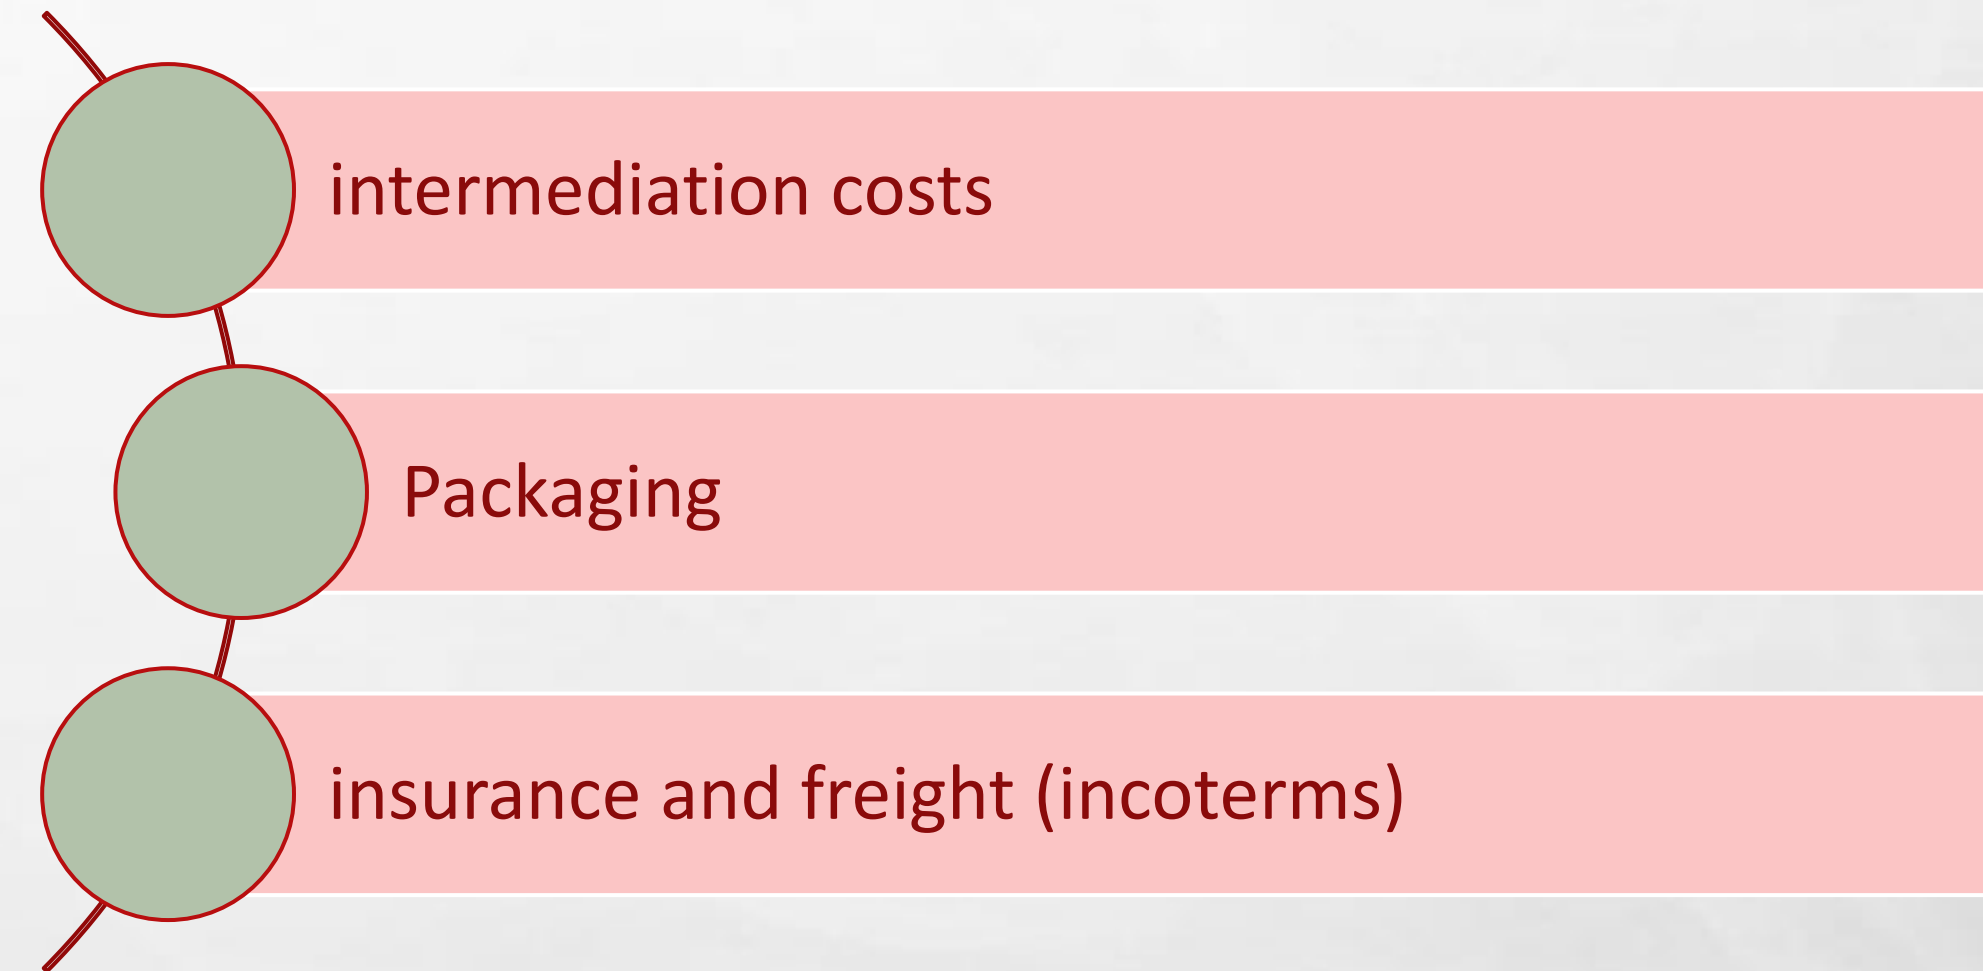 intermediation costs
Packaging
insurance and freight (incoterms)